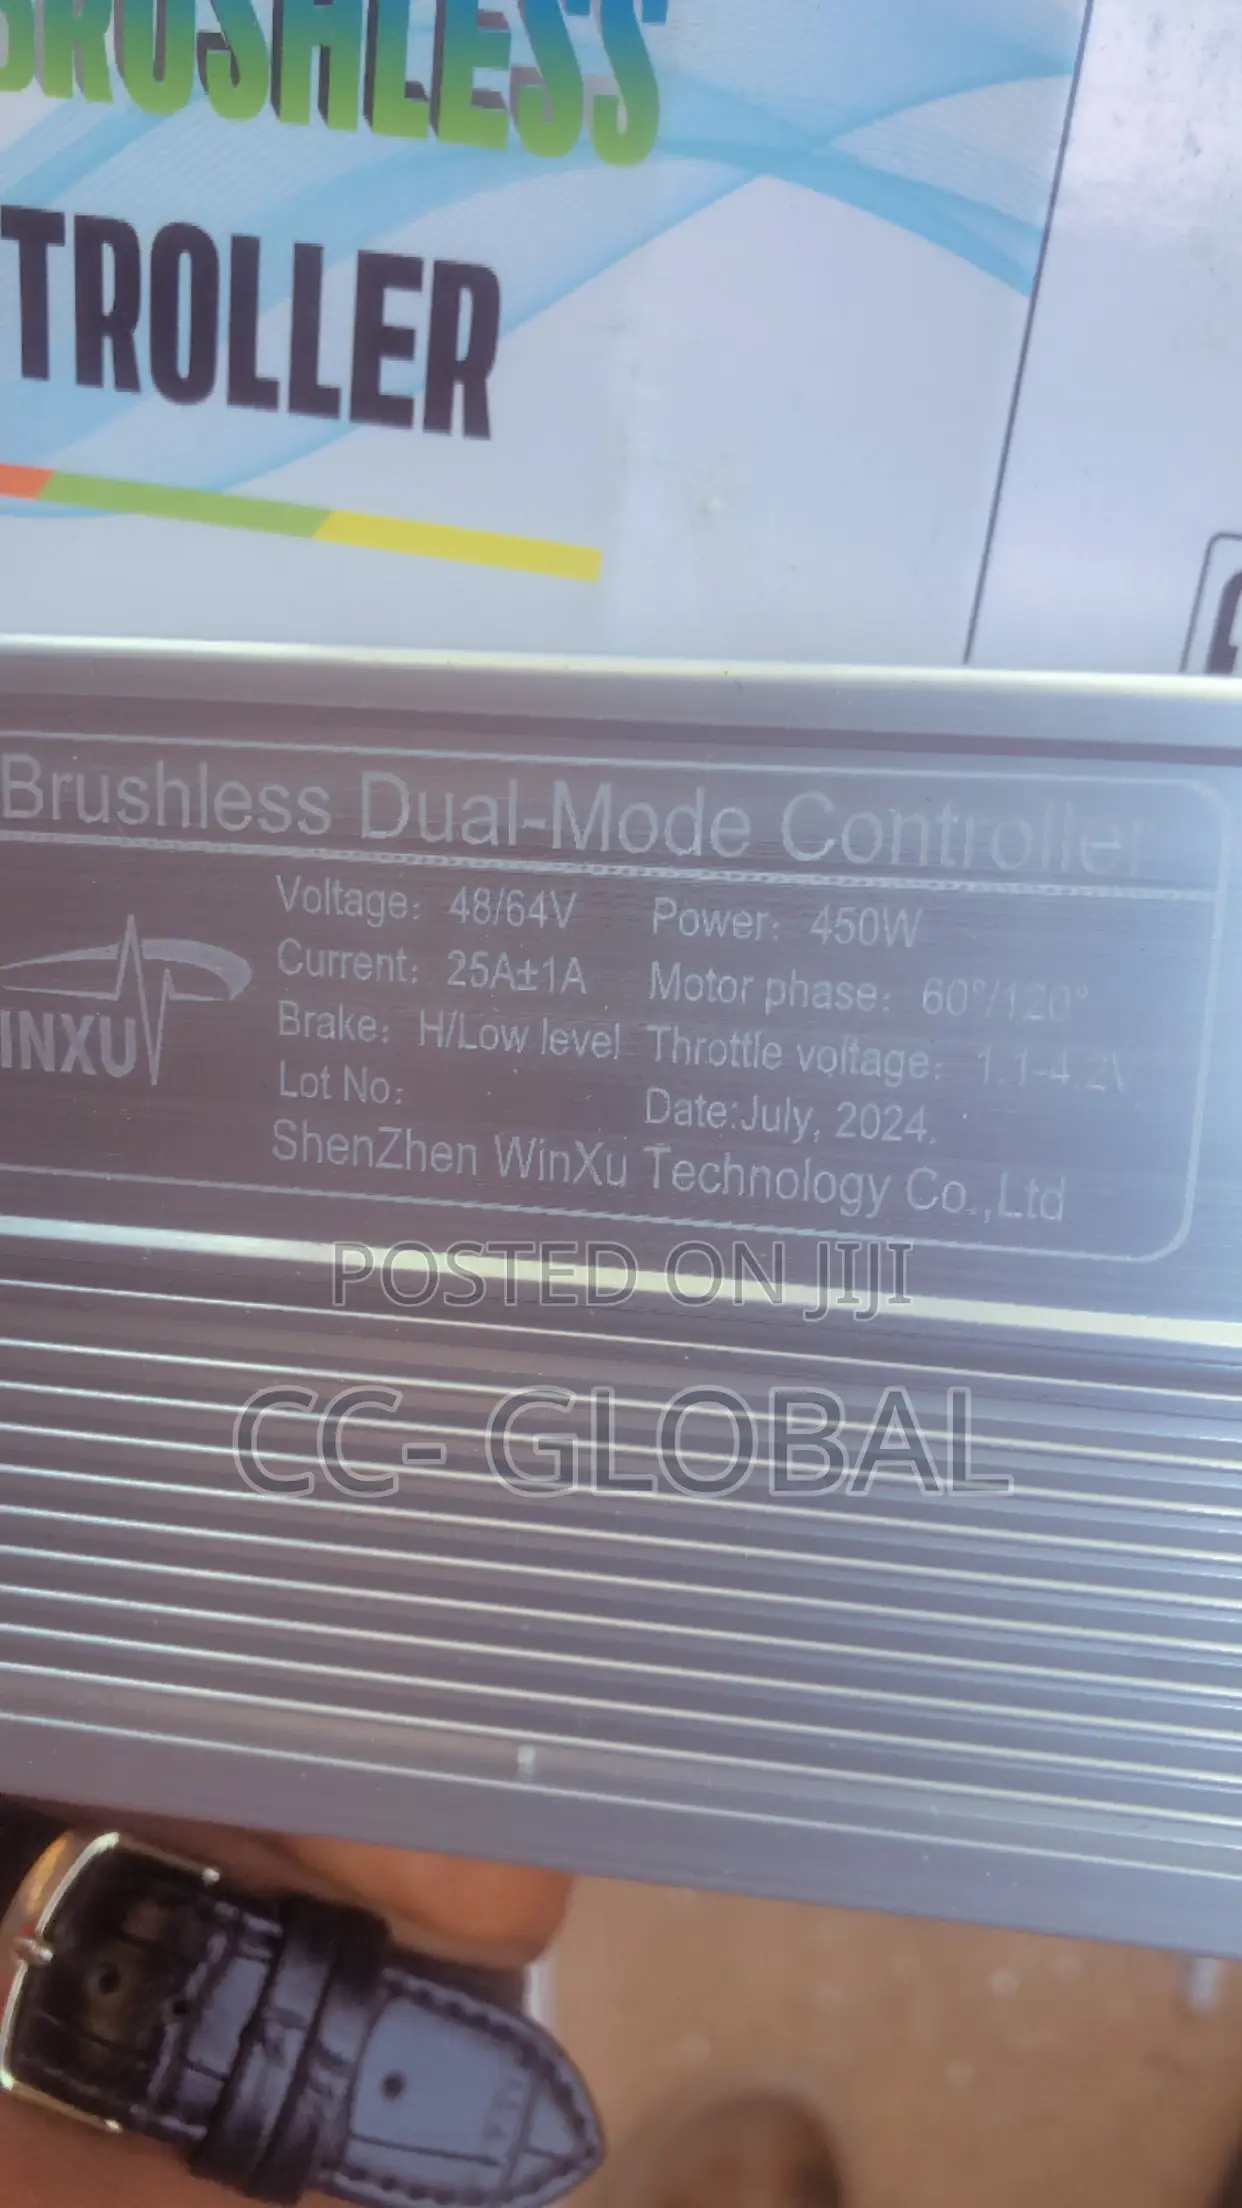 BRUSHLESS
TROLLER
Brushless Dual-Mode Controller
Voltage: 48/64V Power: 450W
Current: 25A±1A Motor phase: 60°/120°
Brake: H/Low level Throttle voltage: 1.1-4.2V
INXU
Lot No: Date:July, 2024.
ShenZhen WinXu Technology Co.,Ltd
POSTED ON JIJI
CC- GLOBAL